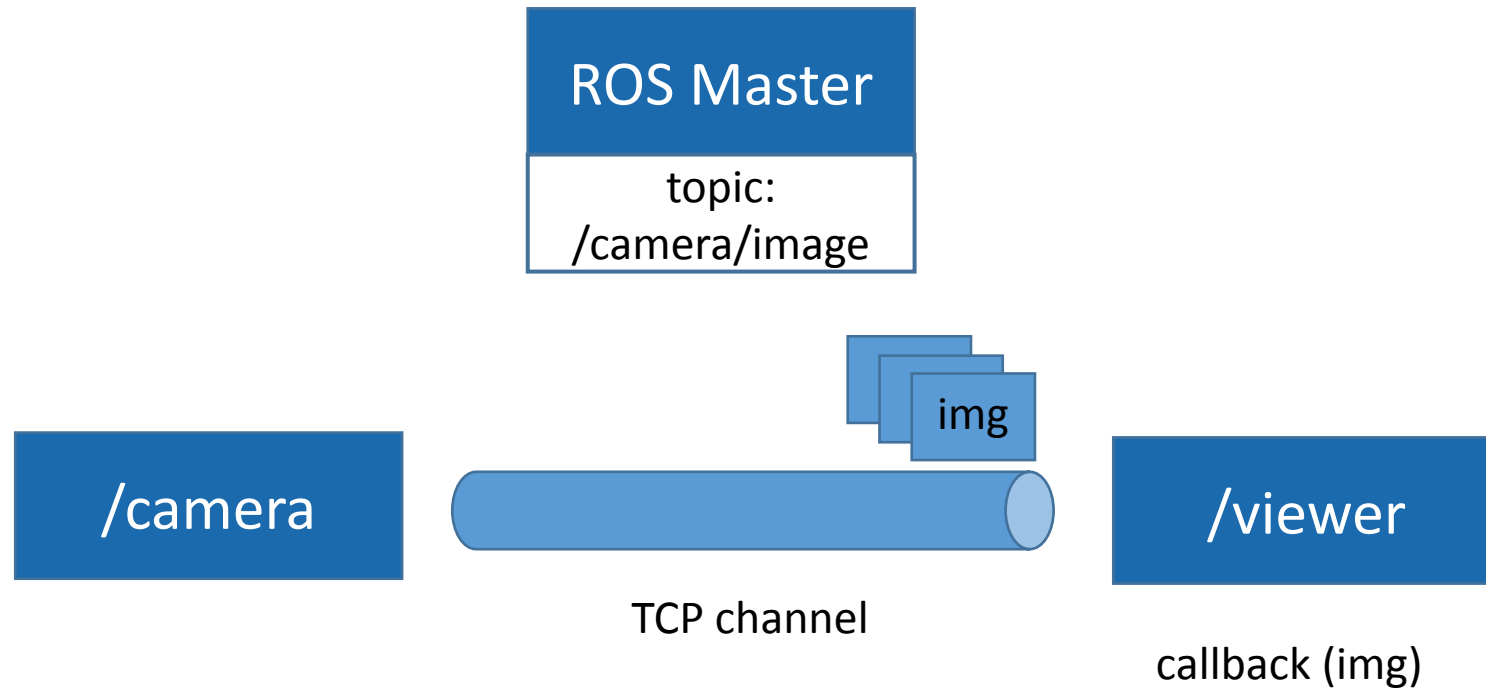 ROS Master
topic:
/camera/image
img
/camera
/viewer
TCP channel
callback (img)